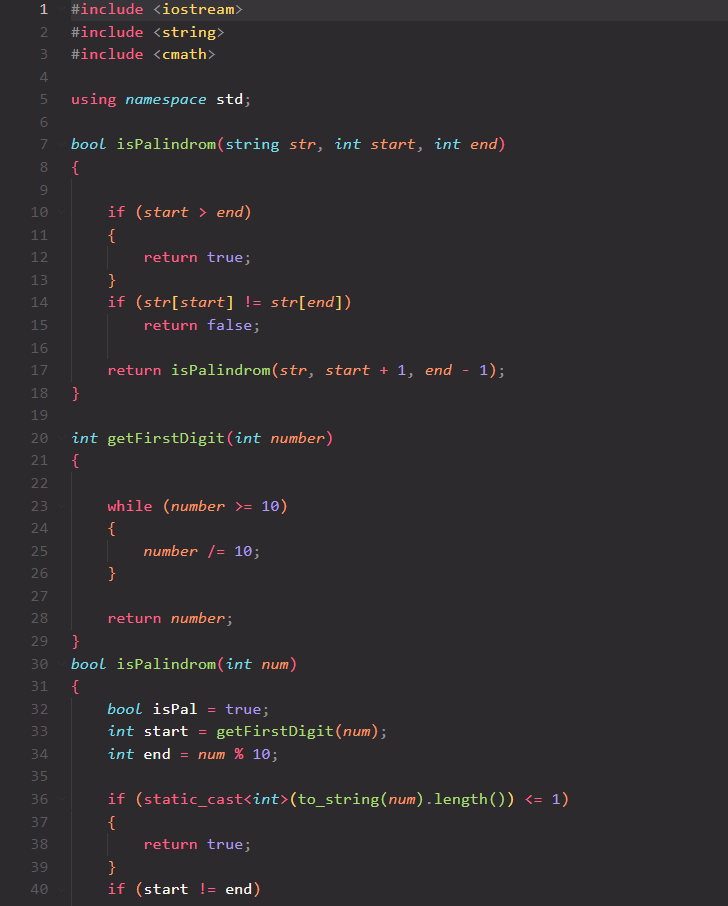 1 #include <iostream>
2 #include <string>
3 #include <cmath>
4
5 using namespace std;
6
7 bool isPalindrom(string str, int start, int end)
8 {
9
10     if (start > end)
11     {
12         return true;
13     }
14     if (str[start] != str[end])
15         return false;
16
17     return isPalindrom(str, start + 1, end - 1);
18 }
19
20 int getFirstDigit(int number)
21 {
22
23     while (number >= 10)
24     {
25         number /= 10;
26     }
27
28     return number;
29 }
30 bool isPalindrom(int num)
31 {
32     bool isPal = true;
33     int start = getFirstDigit(num);
34     int end = num % 10;
35
36     if (static_cast<int>(to_string(num).length()) <= 1)
37     {
38         return true;
39     }
40     if (start != end)